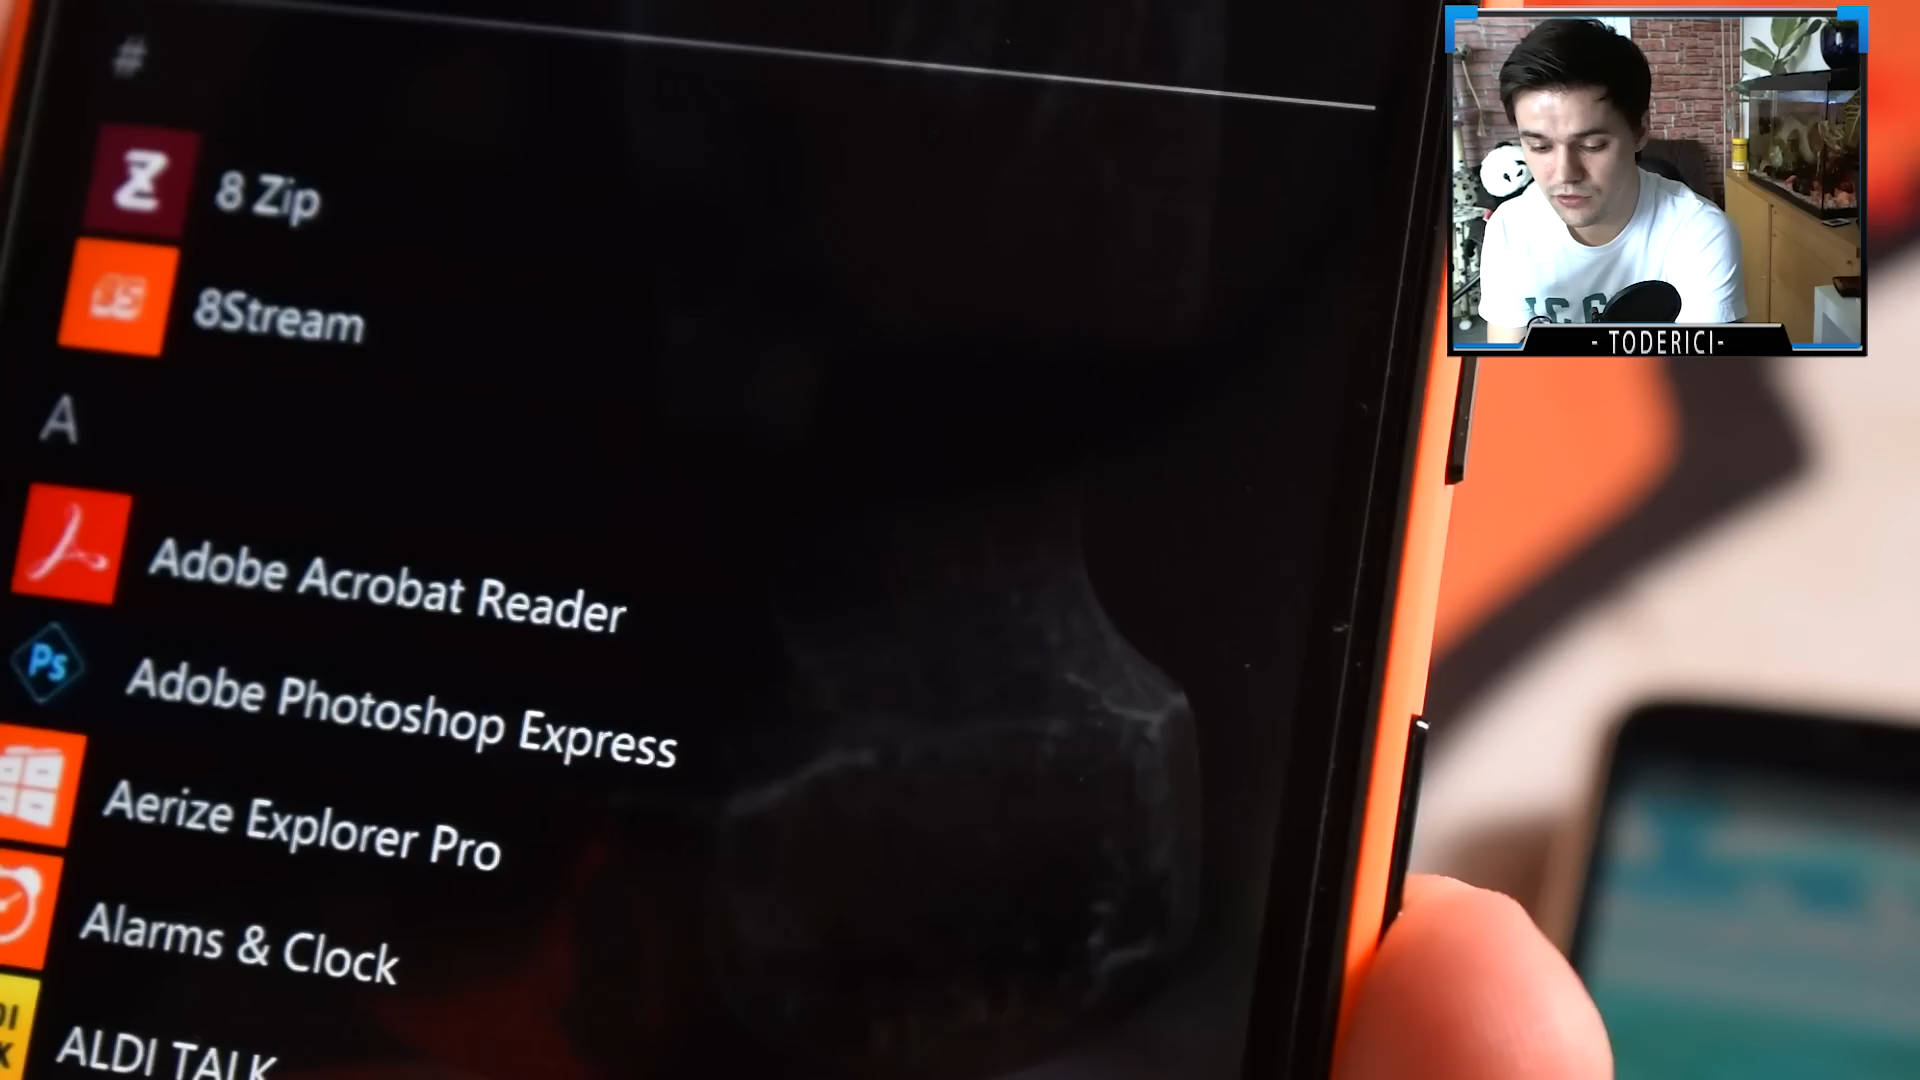 #
8 Zip
8Stream
A
Adobe Acrobat Reader
Ps
Adobe Photoshop Express
Aerize Explorer Pro
Alarms & Clock
ALDI TALK
- TODERICI-